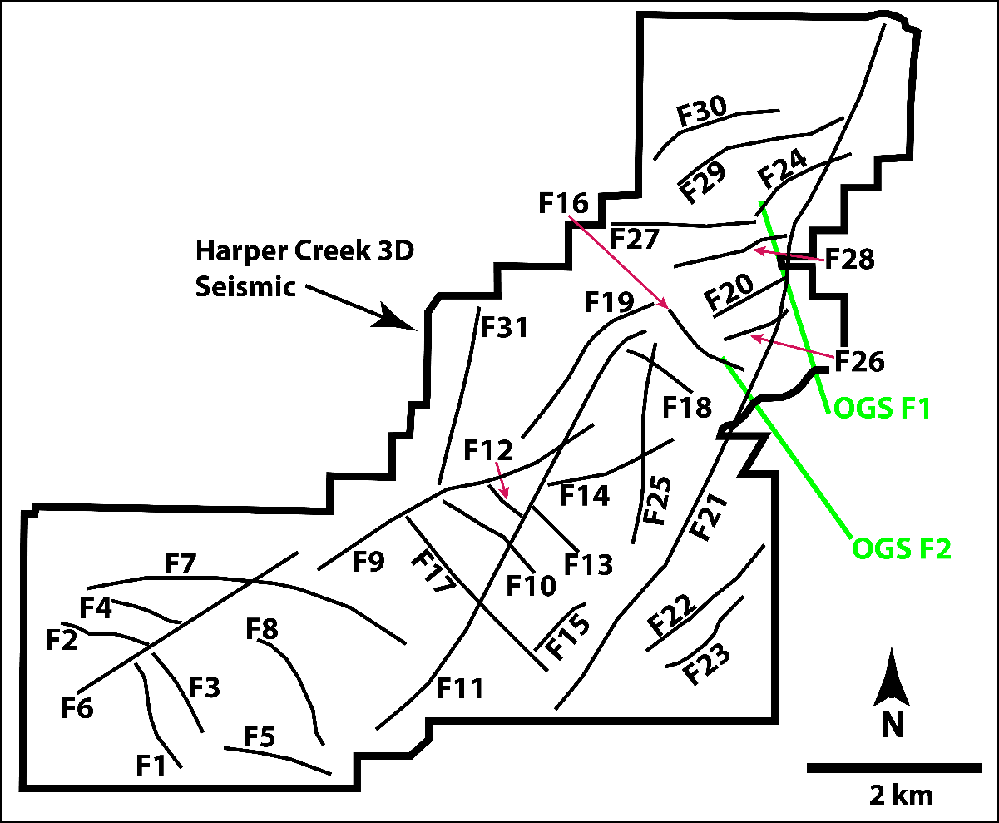 F30
F29
F24
F16
F27
Harper Creek 3D
Seismic
F28
F20
F19
F31
F26
F18
OGS F1
F12
F14
F25
F21
OGS F2
F9
F17
F13
F10
F7
F4
F2
F8
F22
F15
F23
F3
F11
F6
F5
F1
N
2 km